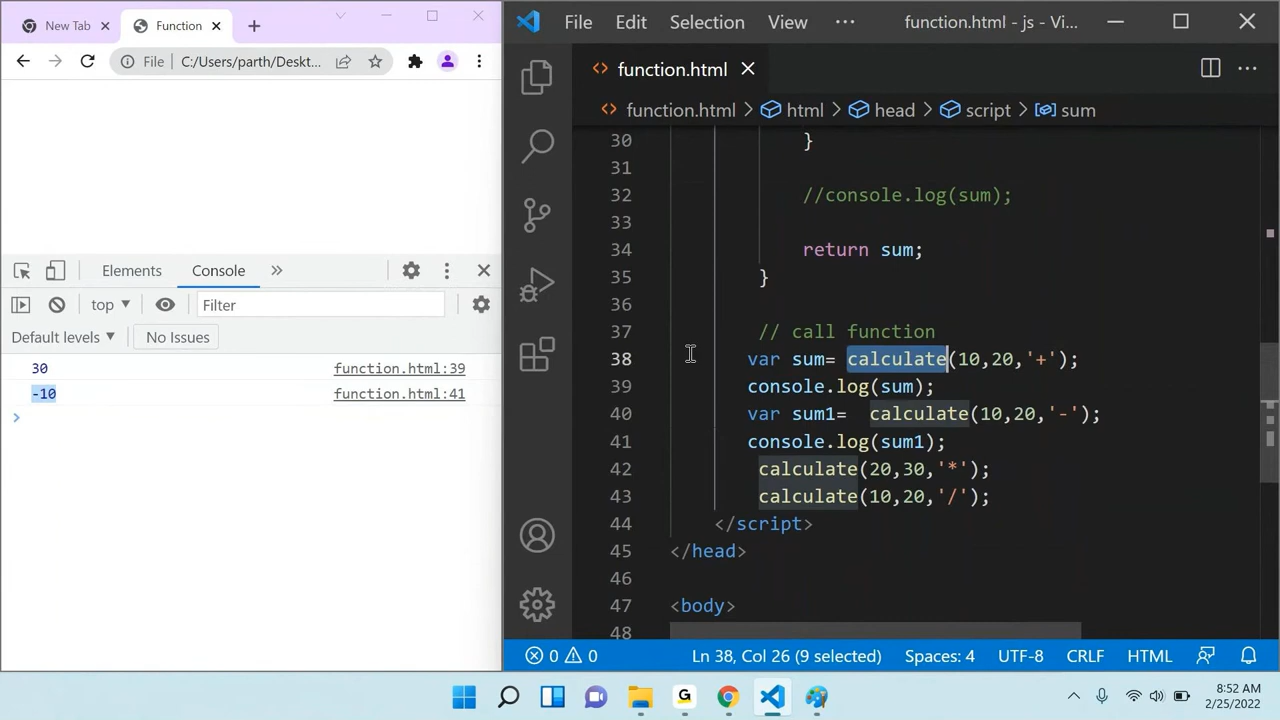 New Tab
Function
File C:/Users/parth/Deskt...
Elements
Console
top
Filter
Default levels
No Issues
30 function.html:39
-10 function.html:41
File Edit Selection View ··· function.html - js - Vi...
function.html
function.html > html > head > script > sum
30 }
31
32 //console.log(sum);
33
34 return sum;
35 }
36
37 // call function
38 var sum= calculate(10,20,'+');
39 console.log(sum);
40 var sum1=  calculate(10,20,'-');
41 console.log(sum1);
42 calculate(20,30,'*');
43 calculate(10,20,'/');
44 </script>
45 </head>
46
47 <body>
48
0 0 Ln 38, Col 26 (9 selected) Spaces: 4 UTF-8 CRLF HTML
G
8:52 AM
2/25/2022